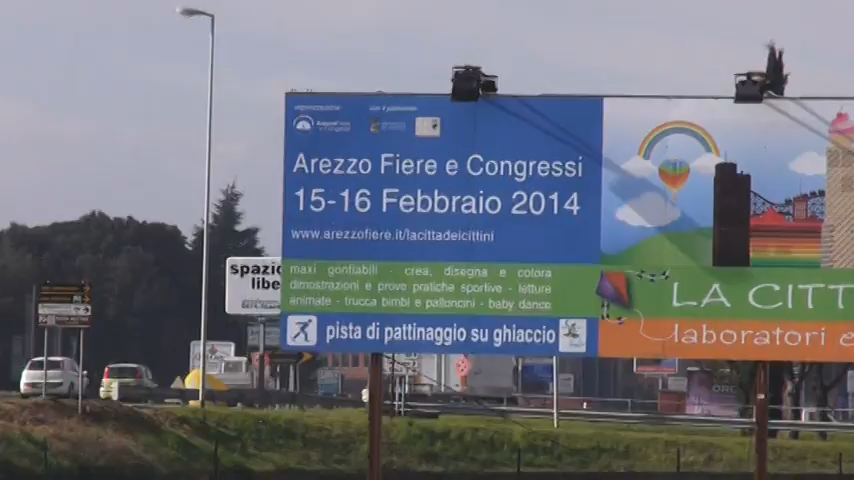 Arezzo Fiere e Congressi
15-16 Febbraio 2014
www.arezzofiere.it/lacittadeicittini
maxi gonfiabili - crea, disegna e colora
dimostrazioni e prove pratiche sportive - letture
animate - trucca bimbi e palloncini - baby dance
pista di pattinaggio su ghiaccio
LA CITT
laboratori e
spazio
libe